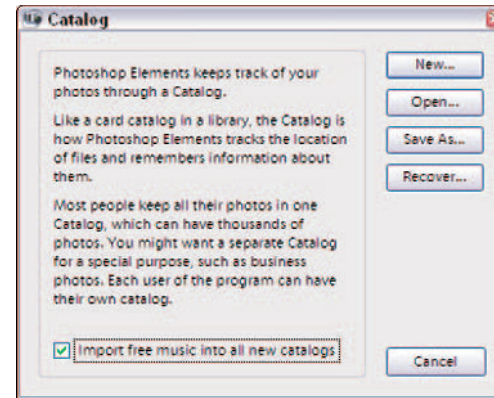 Catalog
Photoshop Elements keeps track of your
photos through a Catalog.
Like a card catalog in a library, the Catalog is
how Photoshop Elements tracks the location
of files and remembers information about
them.
Most people keep all their photos in one
Catalog, which can have thousands of
photos. You might want a separate Catalog
for a special purpose, such as business
photos. Each user of the program can have
their own catalog.
Import free music into all new catalogs
New...
Open...
Save As...
Recover...
Cancel